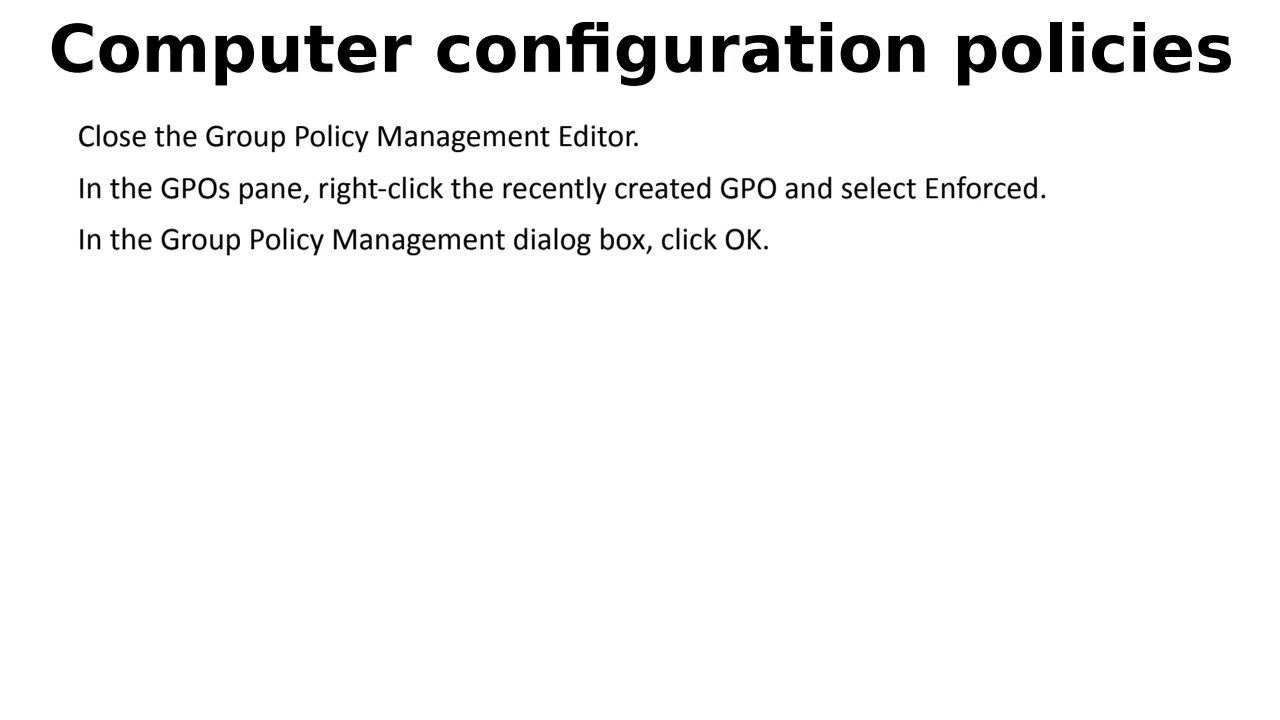 Computer configuration policies
Close the Group Policy Management Editor.
In the GPOs pane, right-click the recently created GPO and select Enforced.
In the Group Policy Management dialog box, click OK.